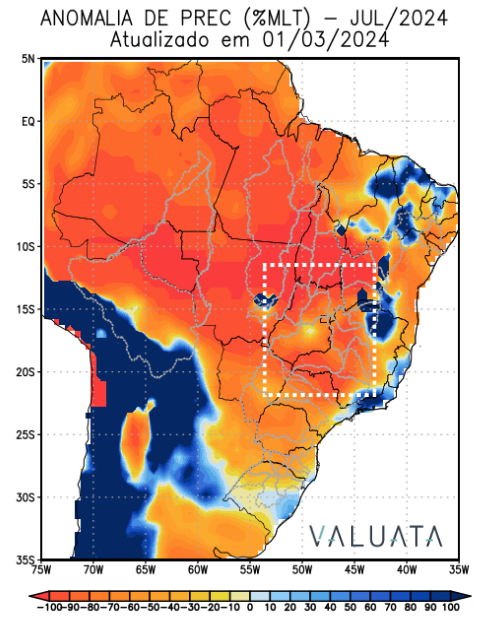 ANOMALIA DE PREC (%MLT) – JUL/2024
Atualizado em 01/03/2024
5N
EQ
5S
10S
15S
20S
25S
30S
35S
75W 70W 65W 60W 55W 50W 45W 40W 35W
VALUATA
-100 -90 -80 -70 -60 -50 -40 -30 -20 -10 0 10 20 30 40 50 60 70 80 90 100